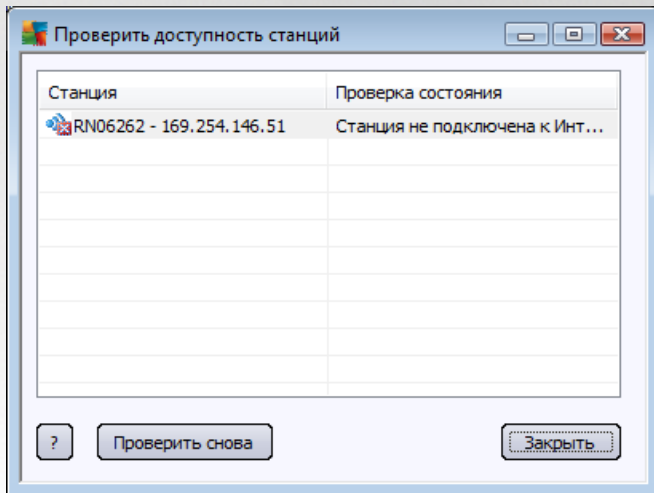 Проверить доступность станций
Станция Проверка состояния
RN06262 - 169.254.146.51 Станция не подключена к Инт...
? Проверить снова Закрыть